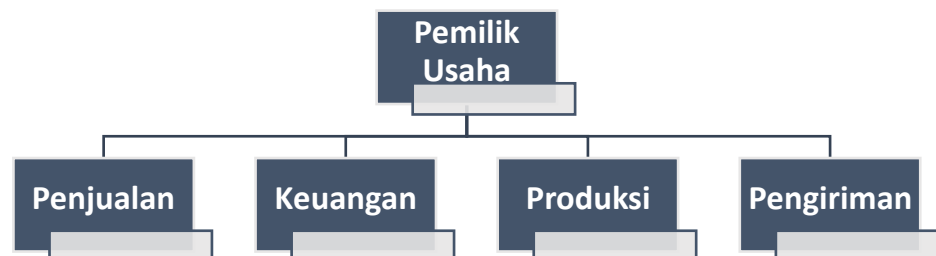 Pemilik
Usaha
Penjualan
Keuangan
Produksi
Pengiriman